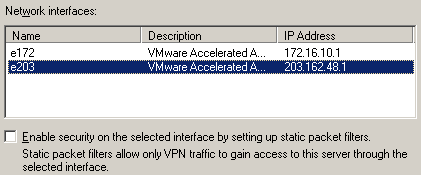 Network interfaces:
Name Description IP Address
e172 VMware Accelerated A... 172.16.10.1
e203 VMware Accelerated A... 203.162.48.1
Enable security on the selected interface by setting up static packet filters.
Static packet filters allow only VPN traffic to gain access to this server through the
selected interface.